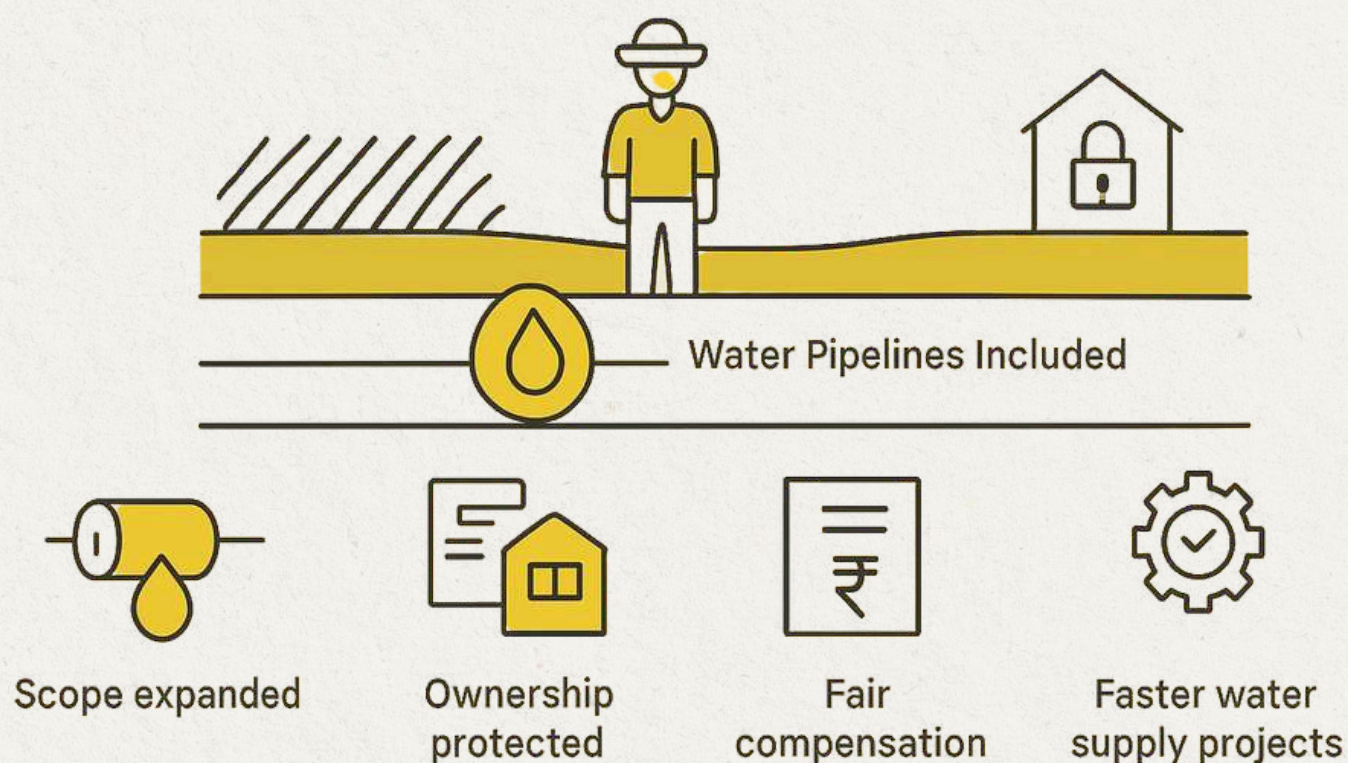 Water Pipelines Included
₹
Scope expanded
Ownership
protected
Fair
compensation
Faster water
supply projects